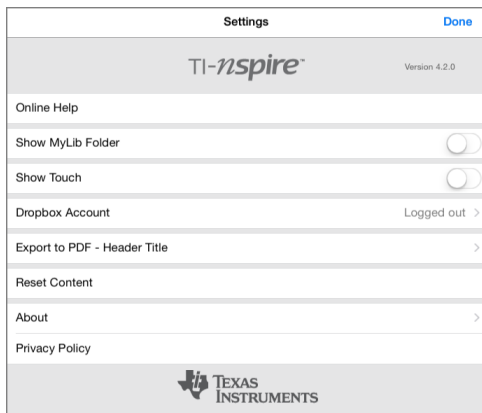 Settings Done
TI-nspire™ Version 4.2.0
Online Help
Show MyLib Folder
Show Touch
Dropbox Account Logged out >
Export to PDF - Header Title >
Reset Content
About >
Privacy Policy
TEXAS
INSTRUMENTS